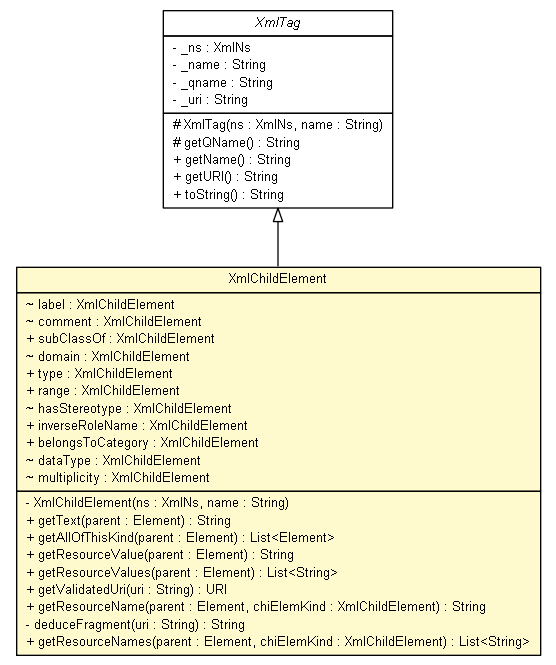 XmlTag
- _ns : XmlNs
- _name : String
- _qname : String
- _uri : String
# XmlTag(ns : XmlNs, name : String)
# getQName() : String
+ getName() : String
+ getURI() : String
+ toString() : String
XmlChildElement
~ label : XmlChildElement
~ comment : XmlChildElement
+ subClassOf : XmlChildElement
~ domain : XmlChildElement
+ type : XmlChildElement
+ range : XmlChildElement
~ hasStereotype : XmlChildElement
+ inverseRoleName : XmlChildElement
+ belongsToCategory : XmlChildElement
~ dataType : XmlChildElement
~ multiplicity : XmlChildElement
- XmlChildElement(ns : XmlNs, name : String)
+ getText(parent : Element) : String
+ getAllOfThisKind(parent : Element) : List<Element>
+ getResourceValue(parent : Element) : String
+ getResourceValues(parent : Element) : List<String>
+ getValidatedUri(uri : String) : URI
+ getResourceName(parent : Element, chiElemKind : XmlChildElement) : String
- deduceFragment(uri : String) : String
+ getResourceNames(parent : Element, chiElemKind : XmlChildElement) : List<String>